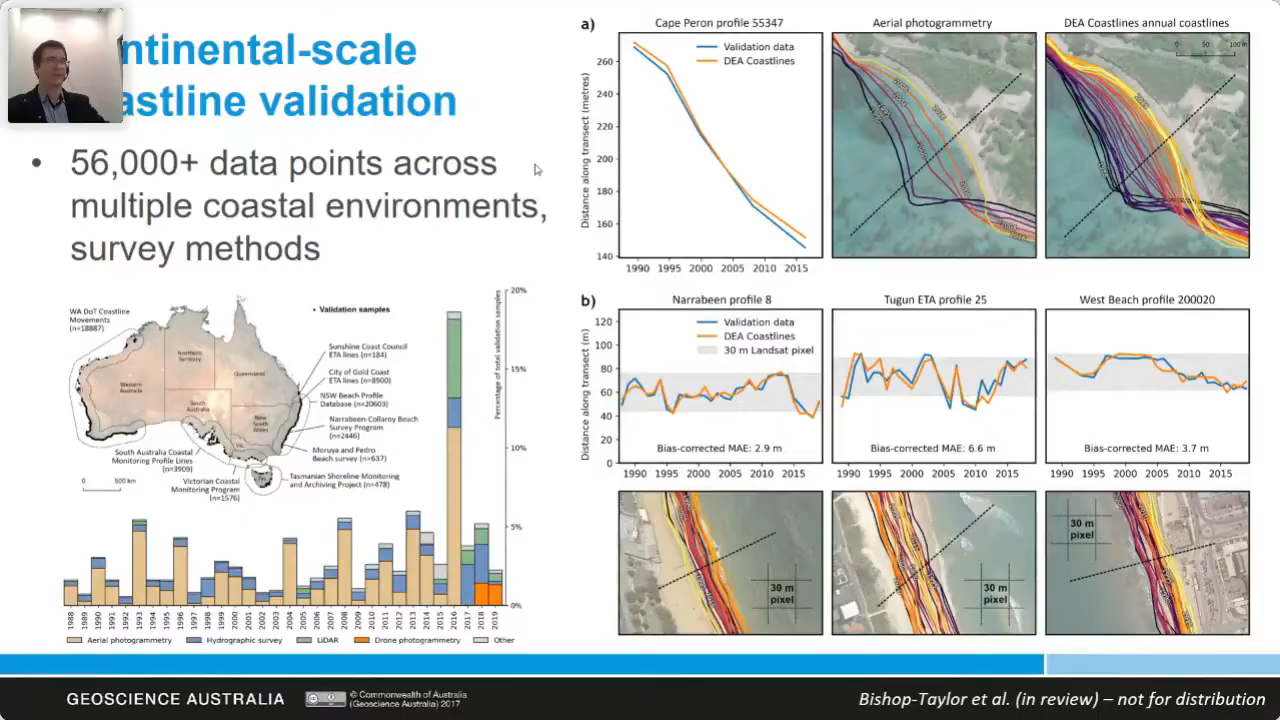 ntinental-scale
astline validation
• 56,000+ data points across
multiple coastal environments,
survey methods
WA DoT Coastline
Movements
(n=18887)
• Validation samples
Sunshine Coast Council
ETA lines (n=184)
City of Gold Coast
ETA lines (n=8900)
NSW Beach Profile
Database (n=20603)
Narrabeen-Collaroy Beach
Survey Program
(n=2446)
Moruya and Pedro
Beach survey (n=637)
Tasmanian Shoreline Monitoring
and Archiving Project (n=478)
Victorian Coastal
Monitoring Program
(n=1576)
South Australia Coastal
Monitoring Profile Lines
(n=3909)
Northern
Territory
Queensland
Western
Australia
South
Australia
New
South
Wales
Vic
0 500 km
Percentage of total validation samples
20%
15%
10%
5%
0%
1988 1989 1990 1991 1992 1993 1994 1995 1996 1997 1998 1999 2000 2001 2002 2003 2004 2005 2006 2007 2008 2009 2010 2011 2012 2013 2014 2015 2016 2017 2018 2019
Aerial photogrammetry Hydrographic survey LiDAR Drone photogrammetry Other
a)
Cape Peron profile 55347
Validation data
DEA Coastlines
Distance along transect (metres)
260
240
220
200
180
160
140
1990 1995 2000 2005 2010 2015
Aerial photogrammetry
DEA Coastlines annual coastlines
0 50 100 m
b)
Narrabeen profile 8
Validation data
DEA Coastlines
30 m Landsat pixel
Distance along transect (m)
120
100
80
60
40
20
0
Bias-corrected MAE: 2.9 m
1990 1995 2000 2005 2010 2015
Tugun ETA profile 25
Bias-corrected MAE: 6.6 m
1990 1995 2000 2005 2010 2015
West Beach profile 200020
Bias-corrected MAE: 3.7 m
1990 1995 2000 2005 2010 2015
30 m
pixel
30 m
pixel
30 m
pixel
GEOSCIENCE AUSTRALIA
cc
© Commonwealth of Australia
(Geoscience Australia) 2017
Bishop-Taylor et al. (in review) – not for distribution